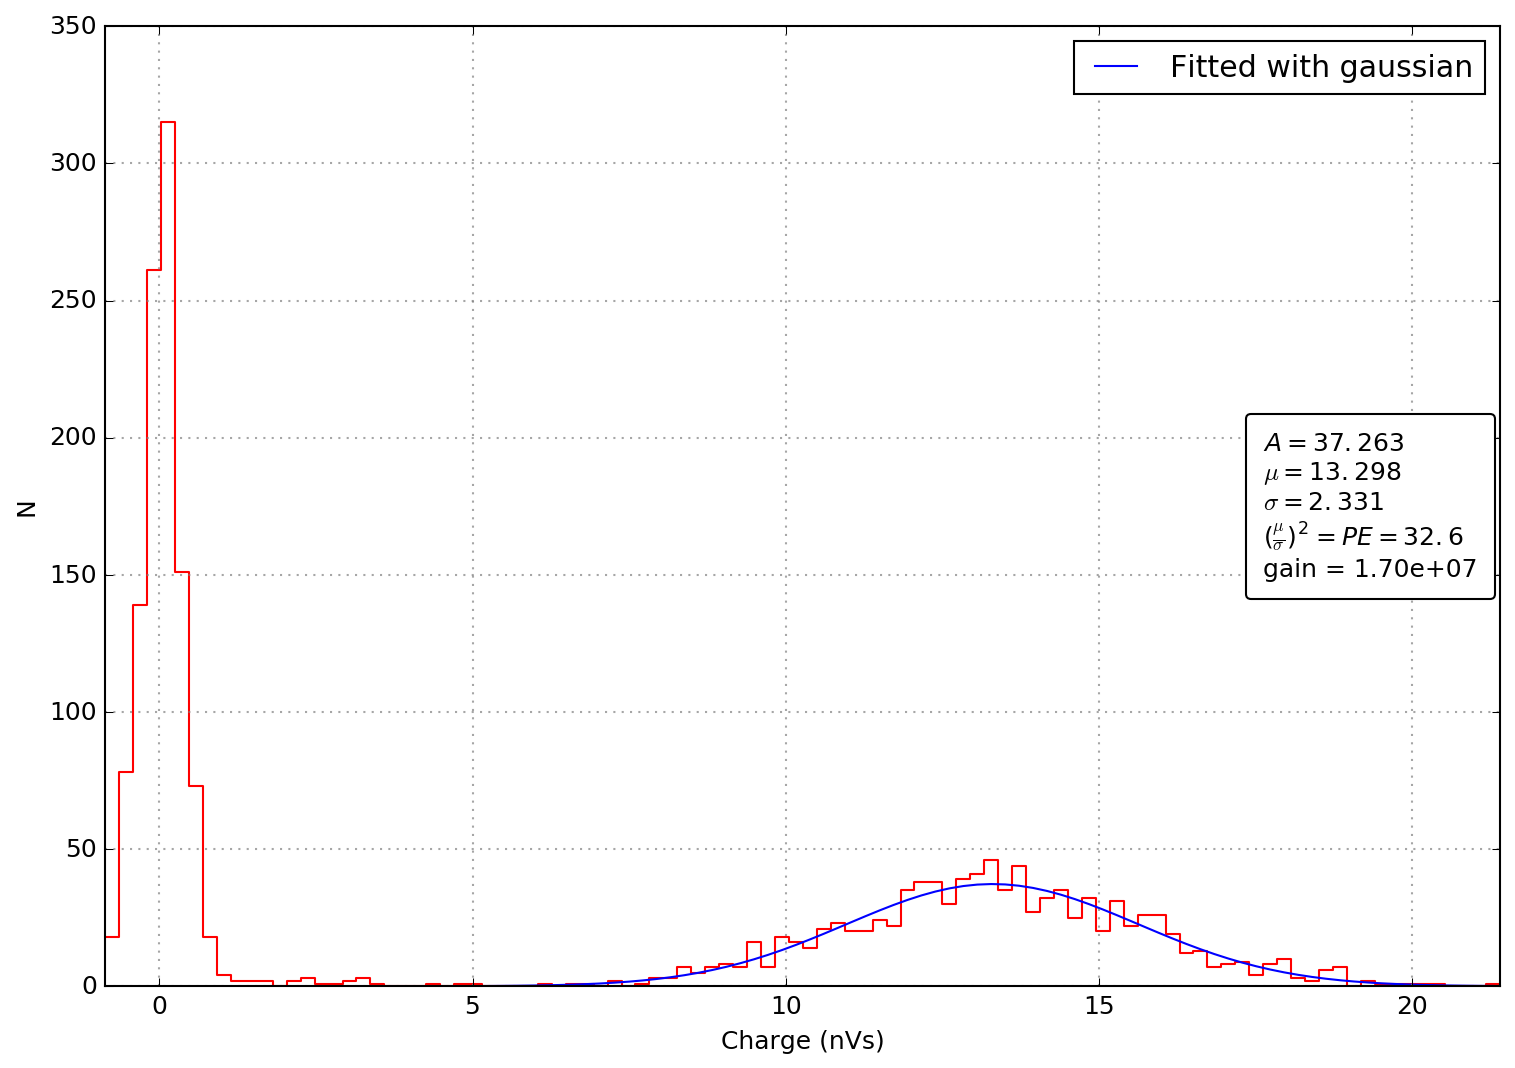 350
300
250
200
150
100
50
0
N
0 5 10 15 20
Charge (nVs)
Fitted with gaussian
A = 37.263
μ = 13.298
σ = 2.331
(μ/σ)² = PE = 32.6
gain = 1.70e+07